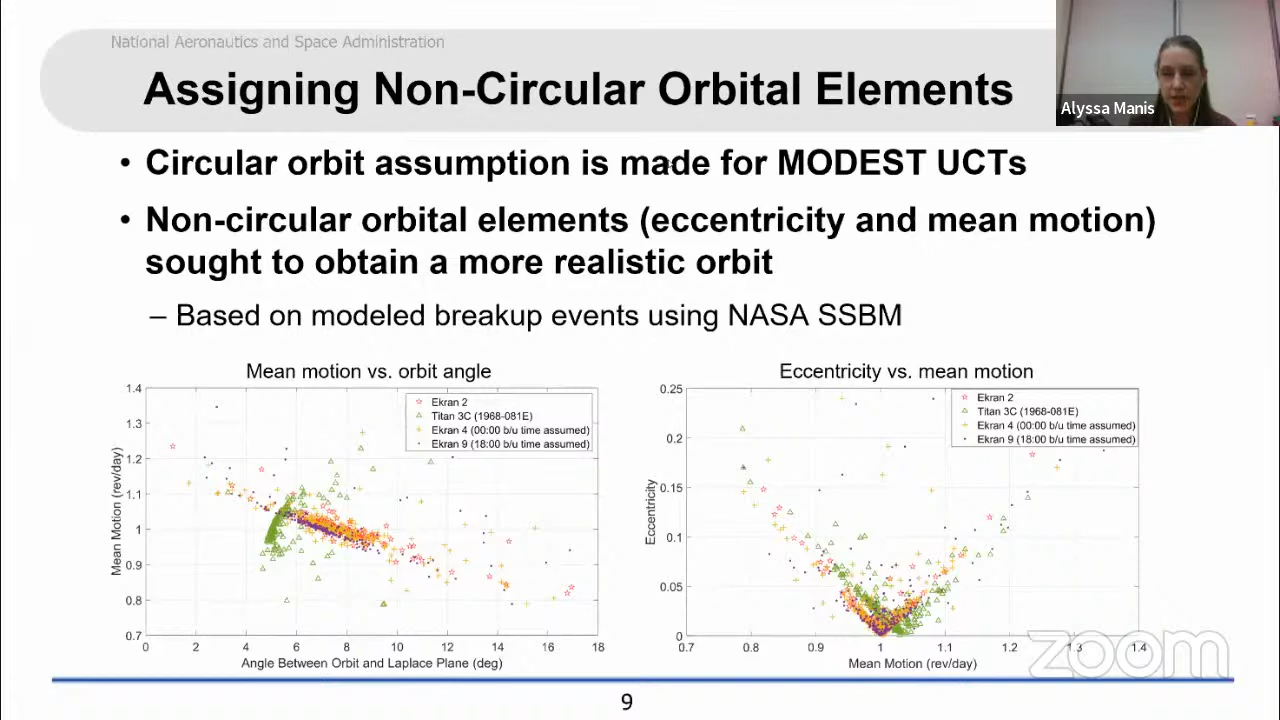 National Aeronautics and Space Administration
Assigning Non-Circular Orbital Elements
Alyssa Manis
• Circular orbit assumption is made for MODEST UCTs
• Non-circular orbital elements (eccentricity and mean motion)
sought to obtain a more realistic orbit
– Based on modeled breakup events using NASA SSBM
Mean motion vs. orbit angle
1.4
1.3
1.2
1.1
1
0.9
0.8
0.7
Mean Motion (rev/day)
Ekran 2
Titan 3C (1968-081E)
Ekran 4 (00:00 b/u time assumed)
Ekran 9 (18:00 b/u time assumed)
0 2 4 6 8 10 12 14 16 18
Angle Between Orbit and Laplace Plane (deg)
Eccentricity vs. mean motion
0.25
0.2
0.15
0.1
0.05
0
Eccentricity
Ekran 2
Titan 3C (1968-081E)
Ekran 4 (00:00 b/u time assumed)
Ekran 9 (18:00 b/u time assumed)
0.7 0.8 0.9 1 1.1 1.2 1.3 1.4
Mean Motion (rev/day)
zoom
9